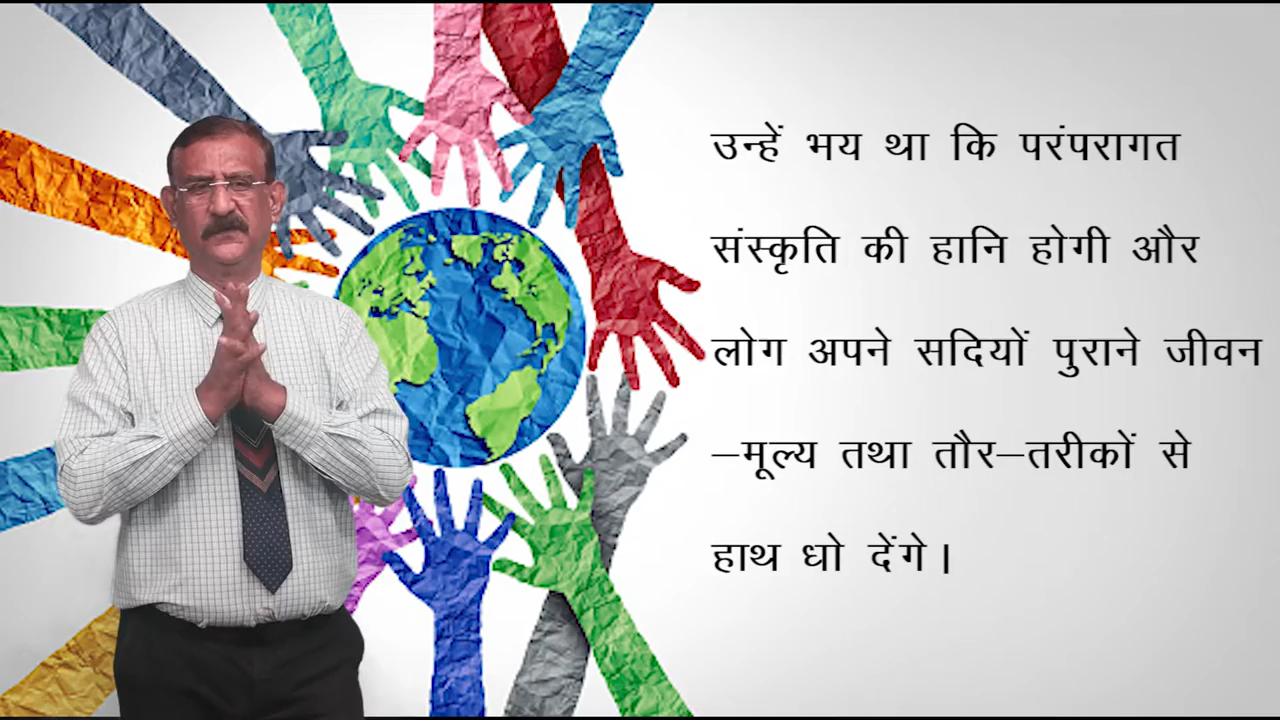 उन्हें भय था कि परंपरागत
संस्कृति की हानि होगी और
लोग अपने सदियों पुराने जीवन
–मूल्य तथा तौर–तरीकों से
हाथ धो देंगे।